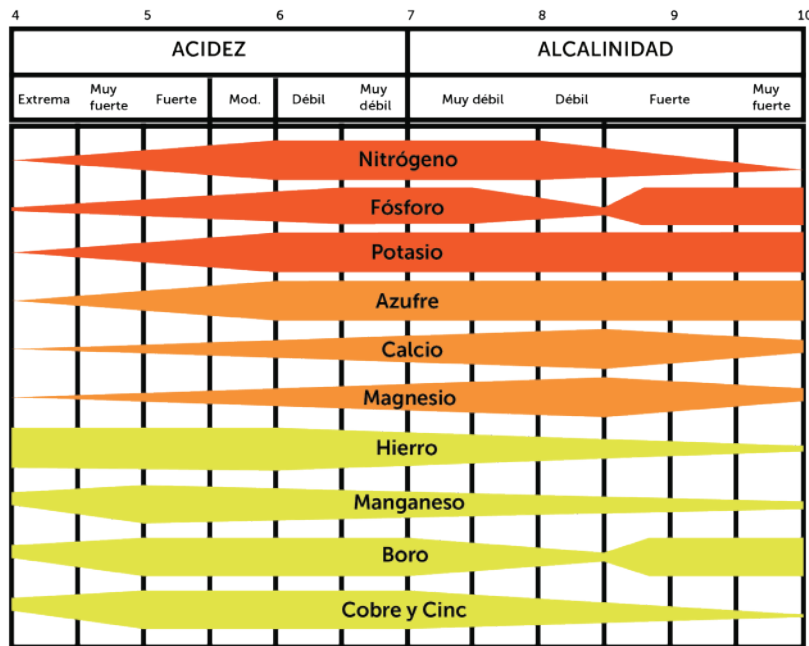 4 5 6 7 8 9 10
ACIDEZ ALCALINIDAD
Extrema Muy fuerte Fuerte Mod. Débil Muy débil Muy débil Débil Fuerte Muy fuerte
Nitrógeno
Fósforo
Potasio
Azufre
Calcio
Magnesio
Hierro
Manganeso
Boro
Cobre y Cinc